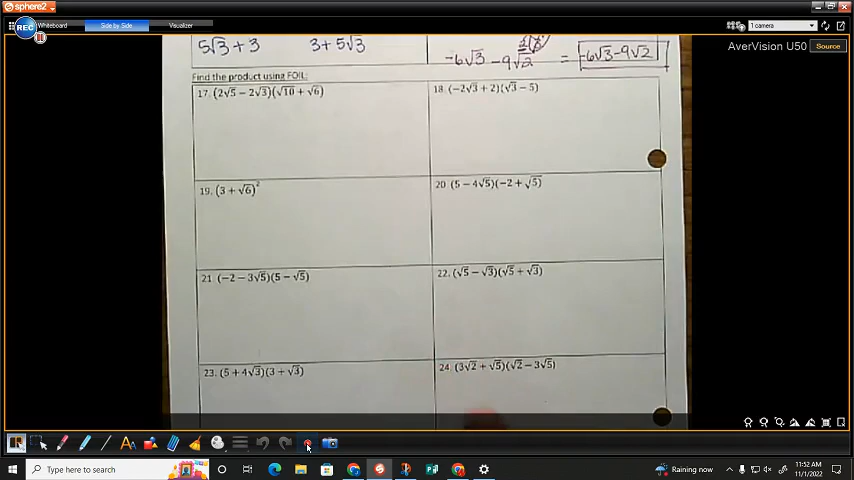 sphere2
REC
Whiteboard
Side by Side
Visualizer
1 camera
AverVision U50
Source
5√3 + 3
3 + 5√3
-6√3 - 9√2 = -6√3 - 9√2
Find the product using FOIL:
17. (2√5 − 2√3)(√10 + √6)
18. (−2√3 + 2)(√3 − 5)
19. (3 + √6)²
20 (5 − 4√5)(−2 + √5)
21 (−2 − 3√5)(5 − √5)
22. (√5 − √3)(√5 + √3)
23. (5 + 4√3)(3 + √3)
24. (3√2 + √5)(√2 − 3√5)
Type here to search
Raining now
11:52 AM
11/1/2022